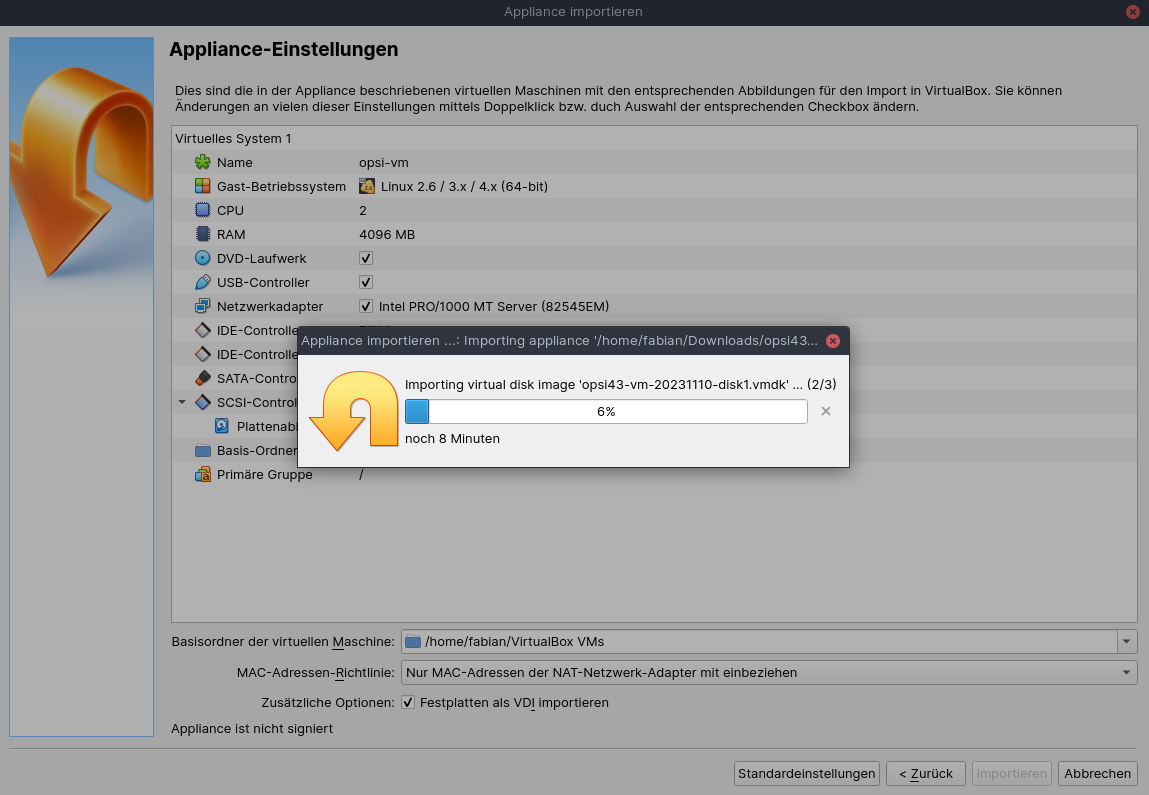 Appliance importieren
Appliance-Einstellungen
Dies sind die in der Appliance beschriebenen virtuellen Maschinen mit den entsprechenden Abbildungen für den Import in VirtualBox. Sie können
Änderungen an vielen dieser Einstellungen mittels Doppelklick bzw. duch Auswahl der entsprechenden Checkbox ändern.
Virtuelles System 1
Name opsi-vm
Gast-Betriebssystem Linux 2.6 / 3.x / 4.x (64-bit)
CPU 2
RAM 4096 MB
DVD-Laufwerk
USB-Controller
Netzwerkadapter Intel PRO/1000 MT Server (82545EM)
IDE-Controlle
IDE-Controlle
SATA-Contro
SCSI-Control
Plattenabl
Basis-Ordner
Primäre Gruppe /
Appliance importieren ...: Importing appliance '/home/fabian/Downloads/opsi43...
Importing virtual disk image 'opsi43-vm-20231110-disk1.vmdk' ... (2/3)
6%
noch 8 Minuten
Basisordner der virtuellen Maschine: /home/fabian/VirtualBox VMs
MAC-Adressen-Richtlinie: Nur MAC-Adressen der NAT-Netzwerk-Adapter mit einbeziehen
Zusätzliche Optionen: Festplatten als VDI importieren
Appliance ist nicht signiert
Standardeinstellungen < Zurück Importieren Abbrechen